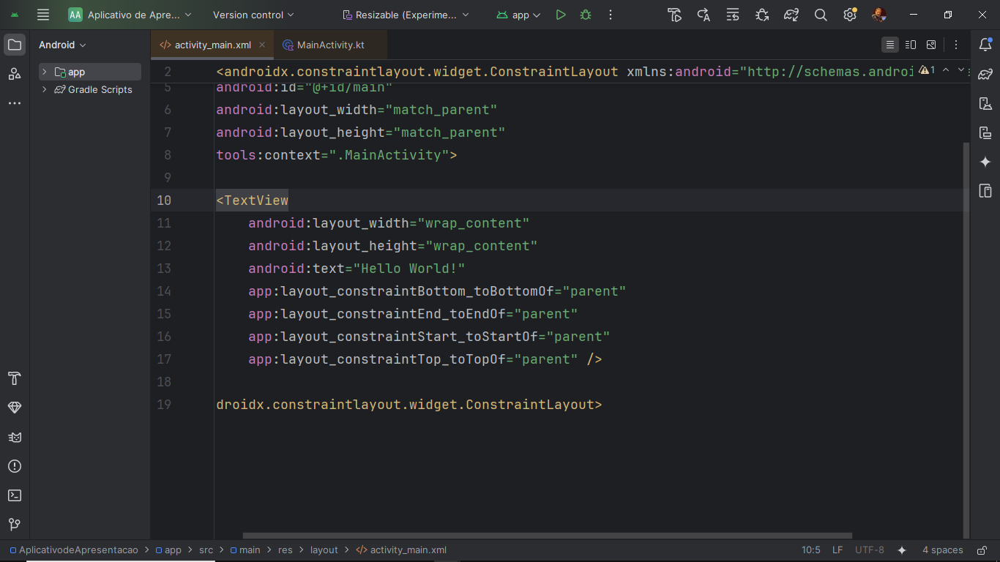 AA Aplicativo de Apre... Version control Resizable (Experime... app
Android
app
Gradle Scripts
activity_main.xml MainActivity.kt
2 <androidx.constraintlayout.widget.ConstraintLayout xmlns:android="http://schemas.androi 1
5 android:id="@+id/main"
6 android:layout_width="match_parent"
7 android:layout_height="match_parent"
8 tools:context=".MainActivity">
9
10 <TextView
11 android:layout_width="wrap_content"
12 android:layout_height="wrap_content"
13 android:text="Hello World!"
14 app:layout_constraintBottom_toBottomOf="parent"
15 app:layout_constraintEnd_toEndOf="parent"
16 app:layout_constraintStart_toStartOf="parent"
17 app:layout_constraintTop_toTopOf="parent" />
18
19 droidx.constraintlayout.widget.ConstraintLayout>
AplicativodeApresentacao > app > src > main > res > layout > activity_main.xml 10:5 LF UTF-8 4 spaces